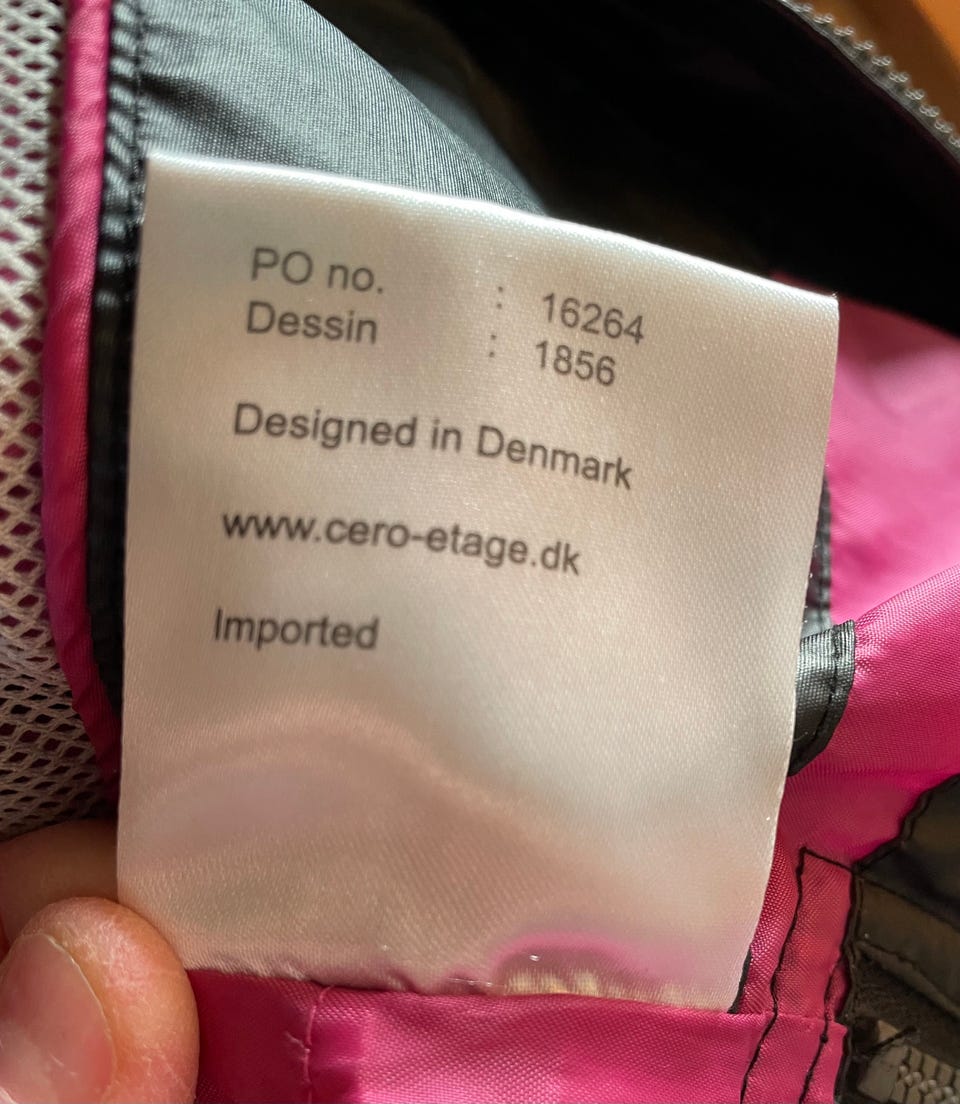 PO no. : 16264
Dessin : 1856
Designed in Denmark
www.cero-etage.dk
Imported